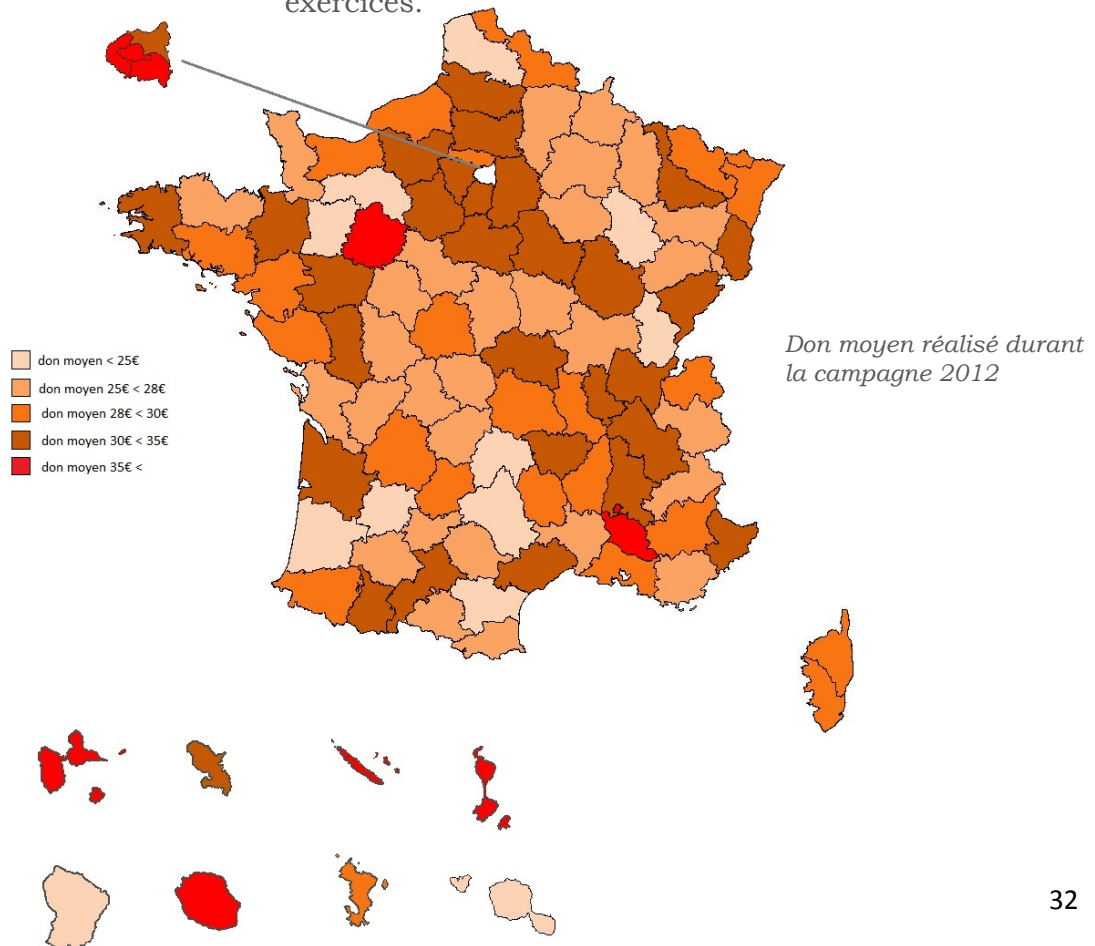 exercices.
don moyen < 25€
don moyen 25€ < 28€
don moyen 28€ < 30€
don moyen 30€ < 35€
don moyen 35€ <
Don moyen réalisé durant
la campagne 2012
32